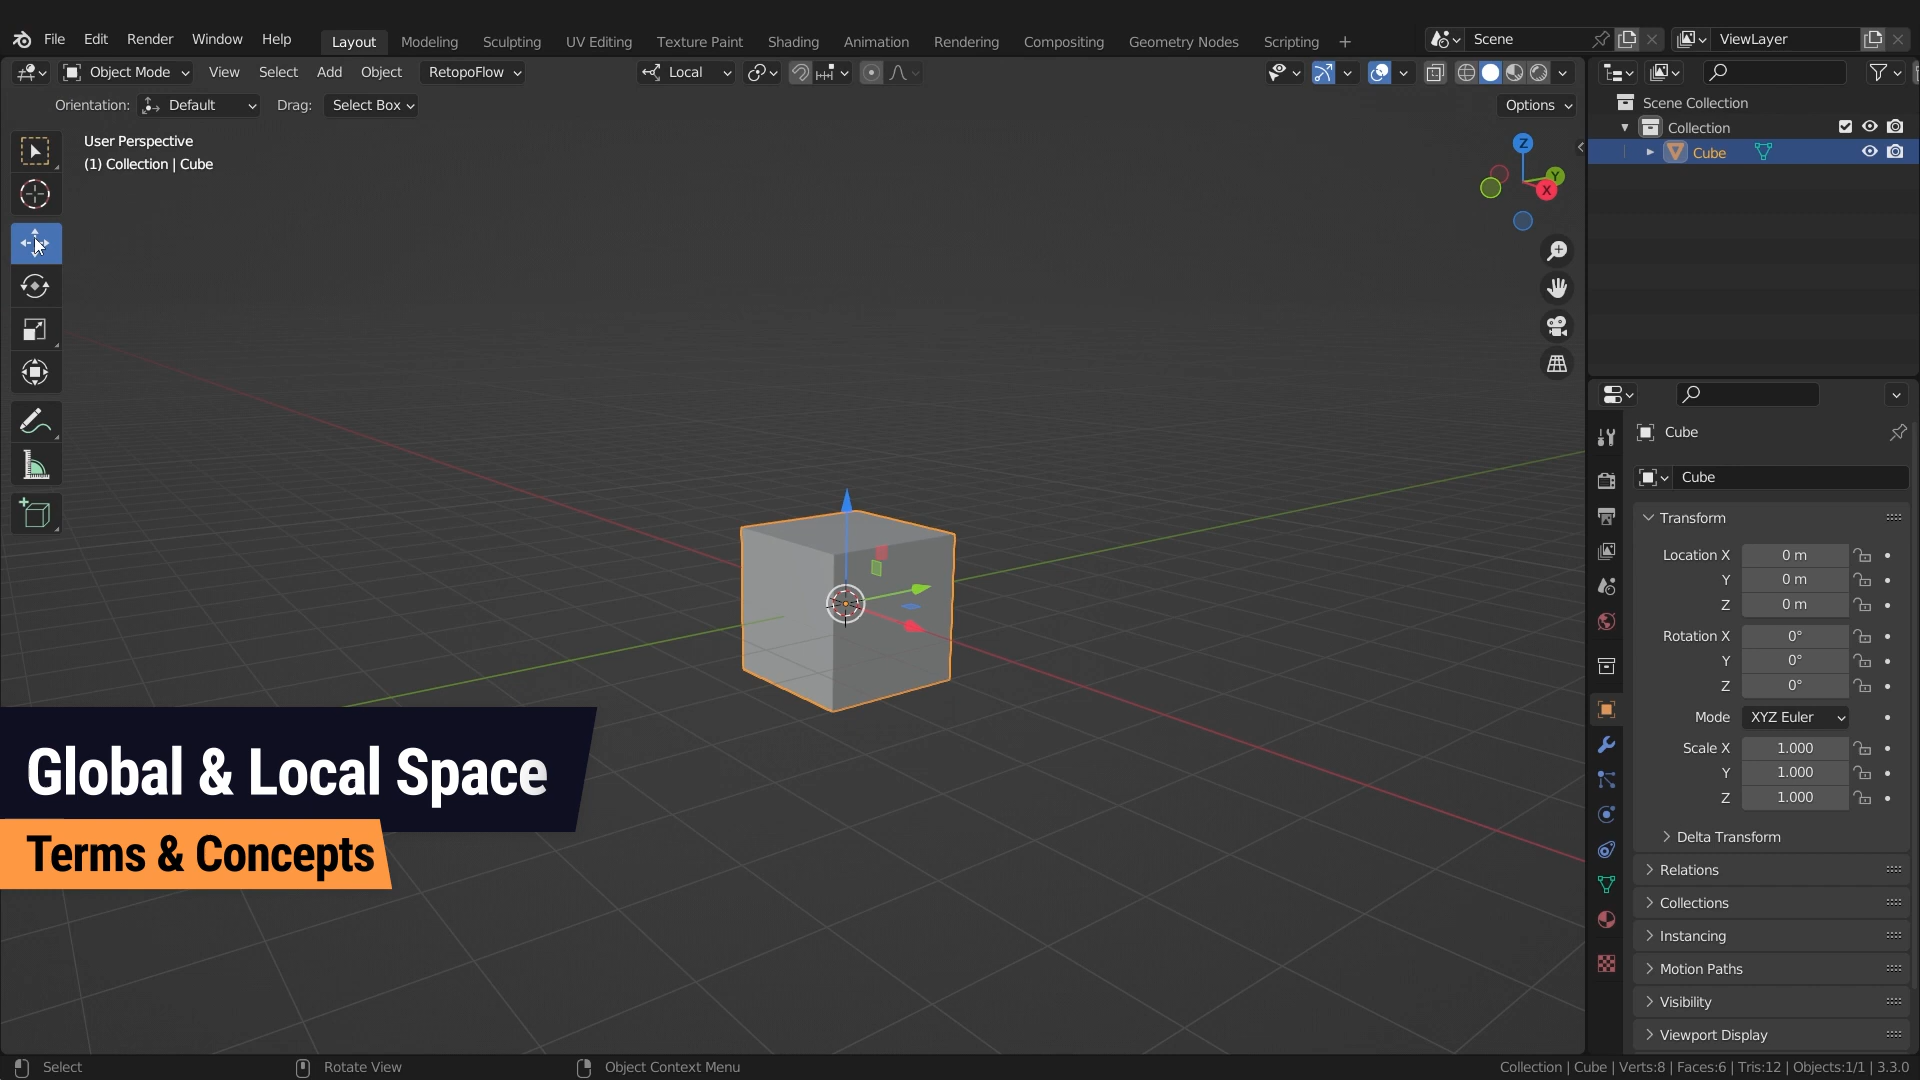 File Edit Render Window Help Layout Modeling Sculpting UV Editing Texture Paint Shading Animation Rendering Compositing Geometry Nodes Scripting + Scene ViewLayer
Object Mode View Select Add Object RetopoFlow Local
Orientation: Default Drag: Select Box Options
User Perspective
(1) Collection | Cube
Z
Y
X
Scene Collection
Collection
Cube
Cube
Cube
Transform
Location X 0 m
Y 0 m
Z 0 m
Rotation X 0°
Y 0°
Z 0°
Mode XYZ Euler
Scale X 1.000
Y 1.000
Z 1.000
Delta Transform
Relations
Collections
Instancing
Motion Paths
Visibility
Viewport Display
Global & Local Space
Terms & Concepts
Select Rotate View Object Context Menu Collection | Cube | Verts:8 | Faces:6 | Tris:12 | Objects:1/1 | 3.3.0